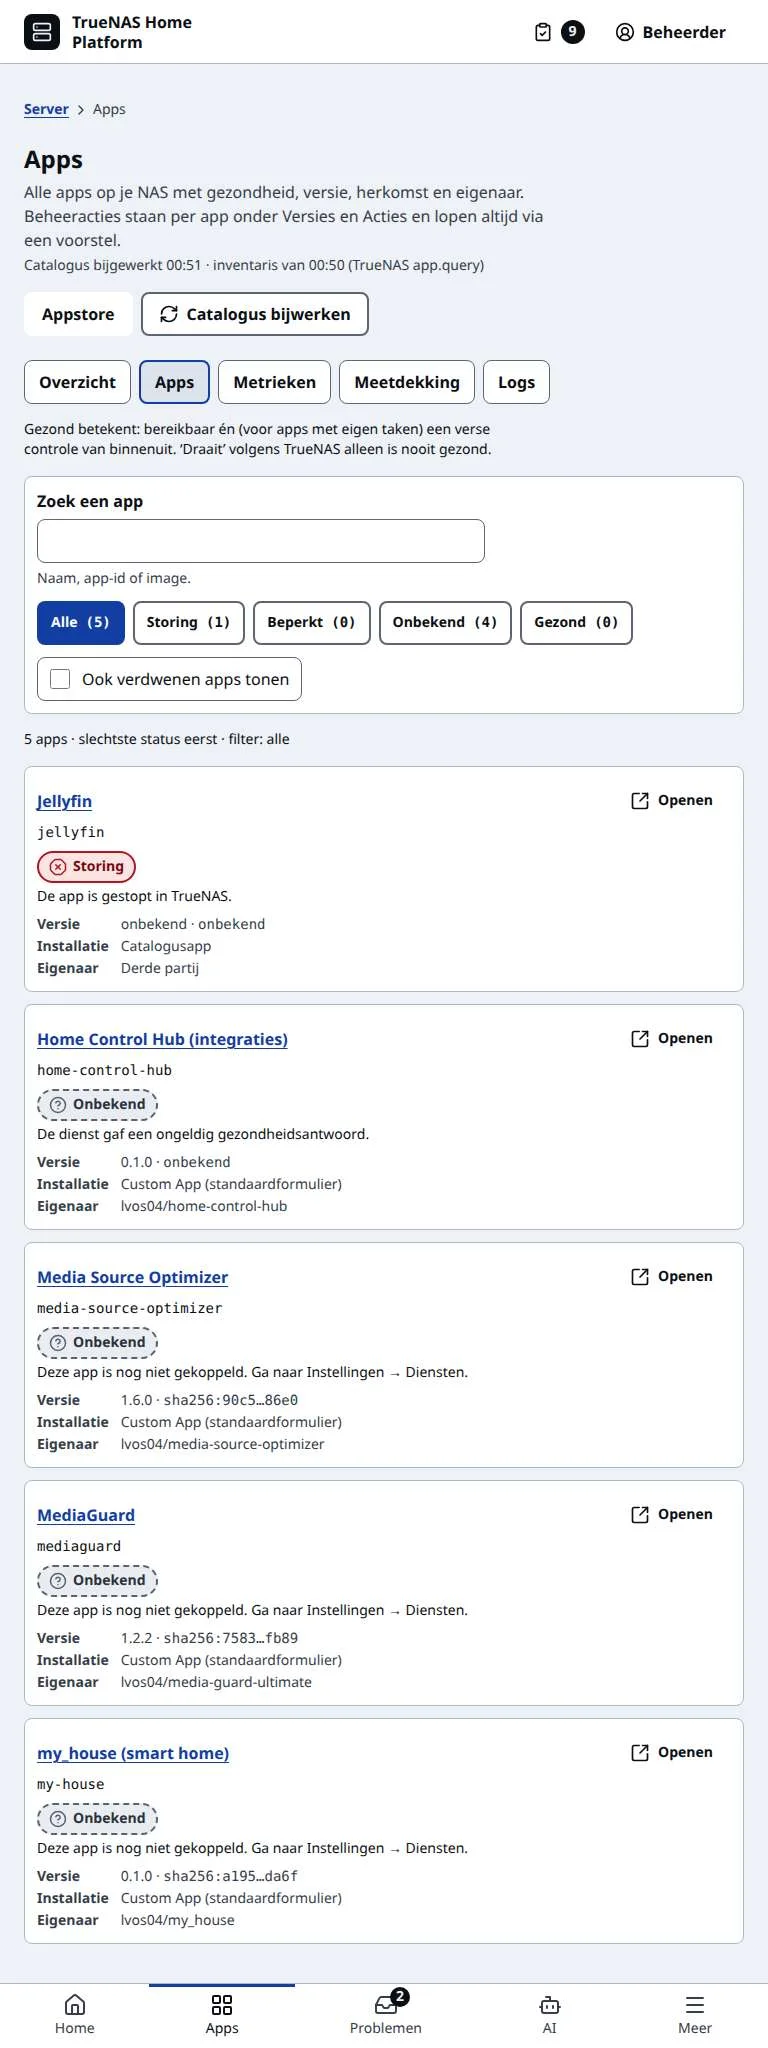 TrueNAS Home
Platform
9
Beheerder
Server > Apps
Apps
Alle apps op je NAS met gezondheid, versie, herkomst en eigenaar.
Beheeracties staan per app onder Versies en Acties en lopen altijd via
een voorstel.
Catalogus bijgewerkt 00:51 · inventaris van 00:50 (TrueNAS app.query)
Appstore
Catalogus bijwerken
Overzicht
Apps
Metrieken
Meetdekking
Logs
Gezond betekent: bereikbaar én (voor apps met eigen taken) een verse
controle van binnenuit. ‘Draait’ volgens TrueNAS alleen is nooit gezond.
Zoek een app
Naam, app-id of image.
Alle (5)
Storing (1)
Beperkt (0)
Onbekend (4)
Gezond (0)
Ook verdwenen apps tonen
5 apps · slechtste status eerst · filter: alle
Jellyfin
Openen
jellyfin
Storing
De app is gestopt in TrueNAS.
Versie onbekend · onbekend
Installatie Catalogusapp
Eigenaar Derde partij
Home Control Hub (integraties)
Openen
home-control-hub
Onbekend
De dienst gaf een ongeldig gezondheidsantwoord.
Versie 0.1.0 · onbekend
Installatie Custom App (standaardformulier)
Eigenaar lvos04/home-control-hub
Media Source Optimizer
Openen
media-source-optimizer
Onbekend
Deze app is nog niet gekoppeld. Ga naar Instellingen → Diensten.
Versie 1.6.0 · sha256:90c5…86e0
Installatie Custom App (standaardformulier)
Eigenaar lvos04/media-source-optimizer
MediaGuard
Openen
mediaguard
Onbekend
Deze app is nog niet gekoppeld. Ga naar Instellingen → Diensten.
Versie 1.2.2 · sha256:7583…fb89
Installatie Custom App (standaardformulier)
Eigenaar lvos04/media-guard-ultimate
my_house (smart home)
Openen
my-house
Onbekend
Deze app is nog niet gekoppeld. Ga naar Instellingen → Diensten.
Versie 0.1.0 · sha256:a195…da6f
Installatie Custom App (standaardformulier)
Eigenaar lvos04/my_house
Home
Apps
2
Problemen
AI
Meer